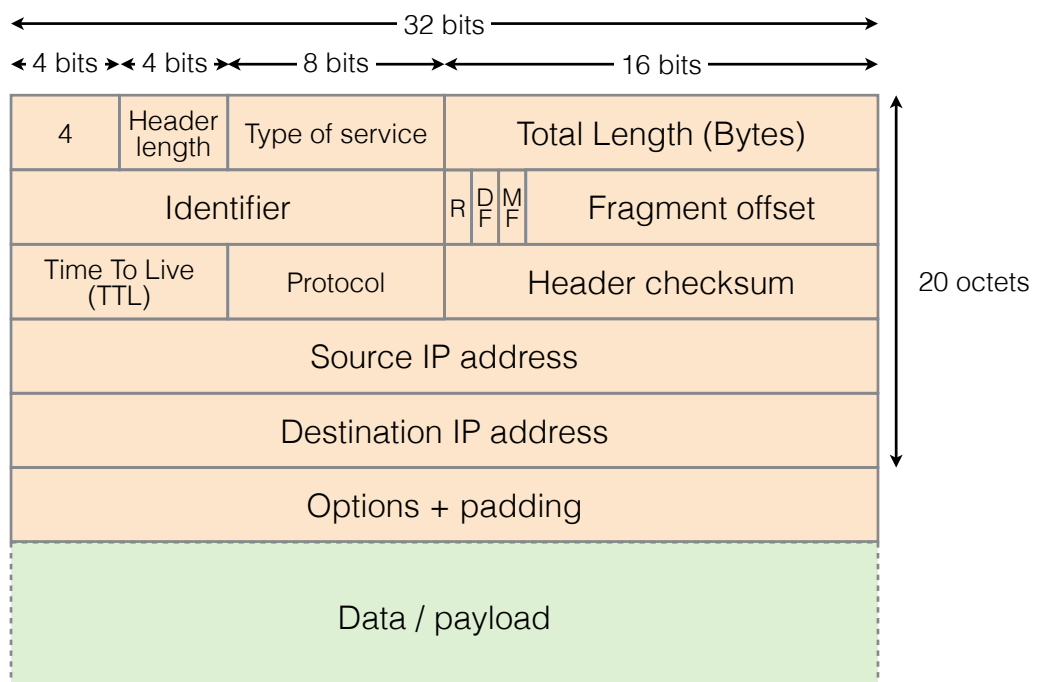 32 bits
4 bits 4 bits 8 bits 16 bits
4 Header length Type of service Total Length (Bytes)
Identifier R DF MF Fragment offset
Time To Live (TTL) Protocol Header checksum
20 octets
Source IP address
Destination IP address
Options + padding
Data / payload